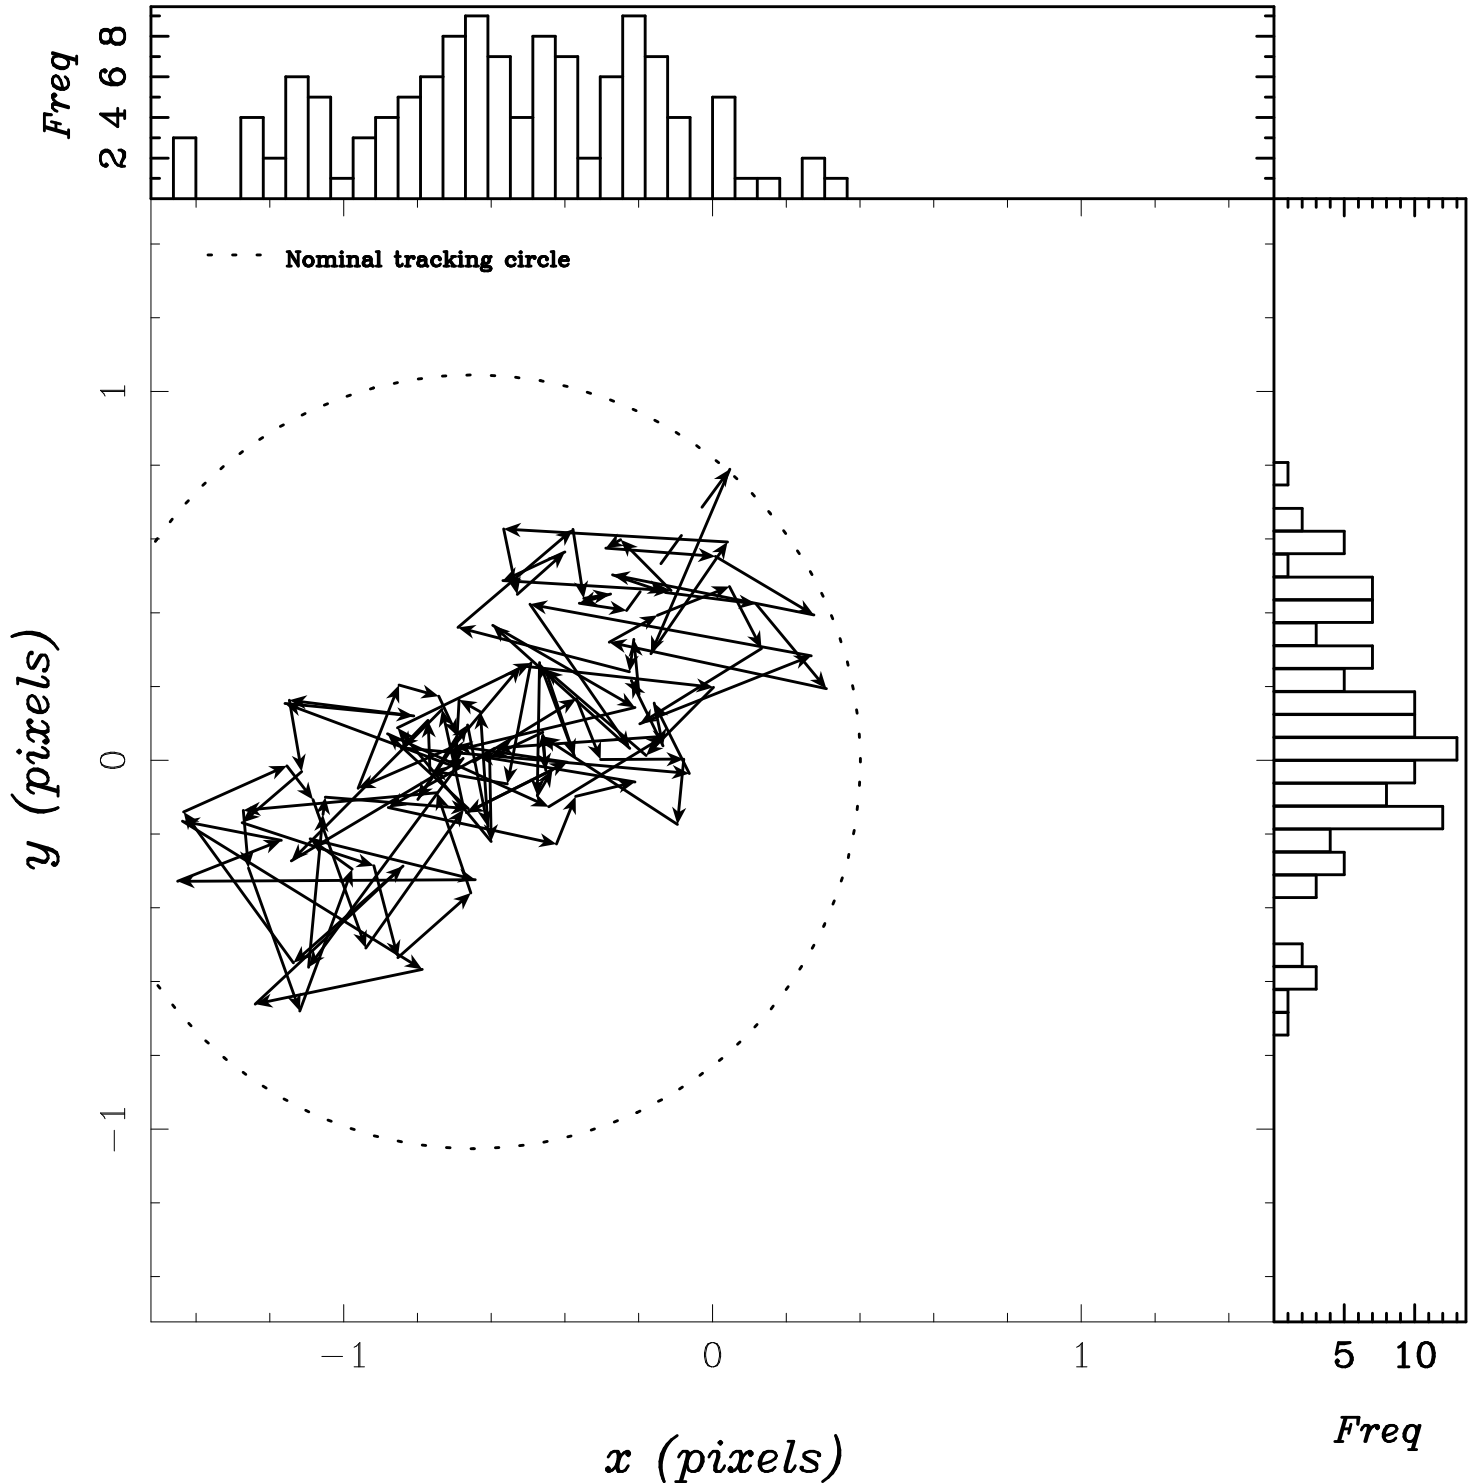 Freq
8
6
4
2
Nominal tracking circle
1
0
−1
y (pixels)
−1 0 1
5 10
x (pixels)
Freq